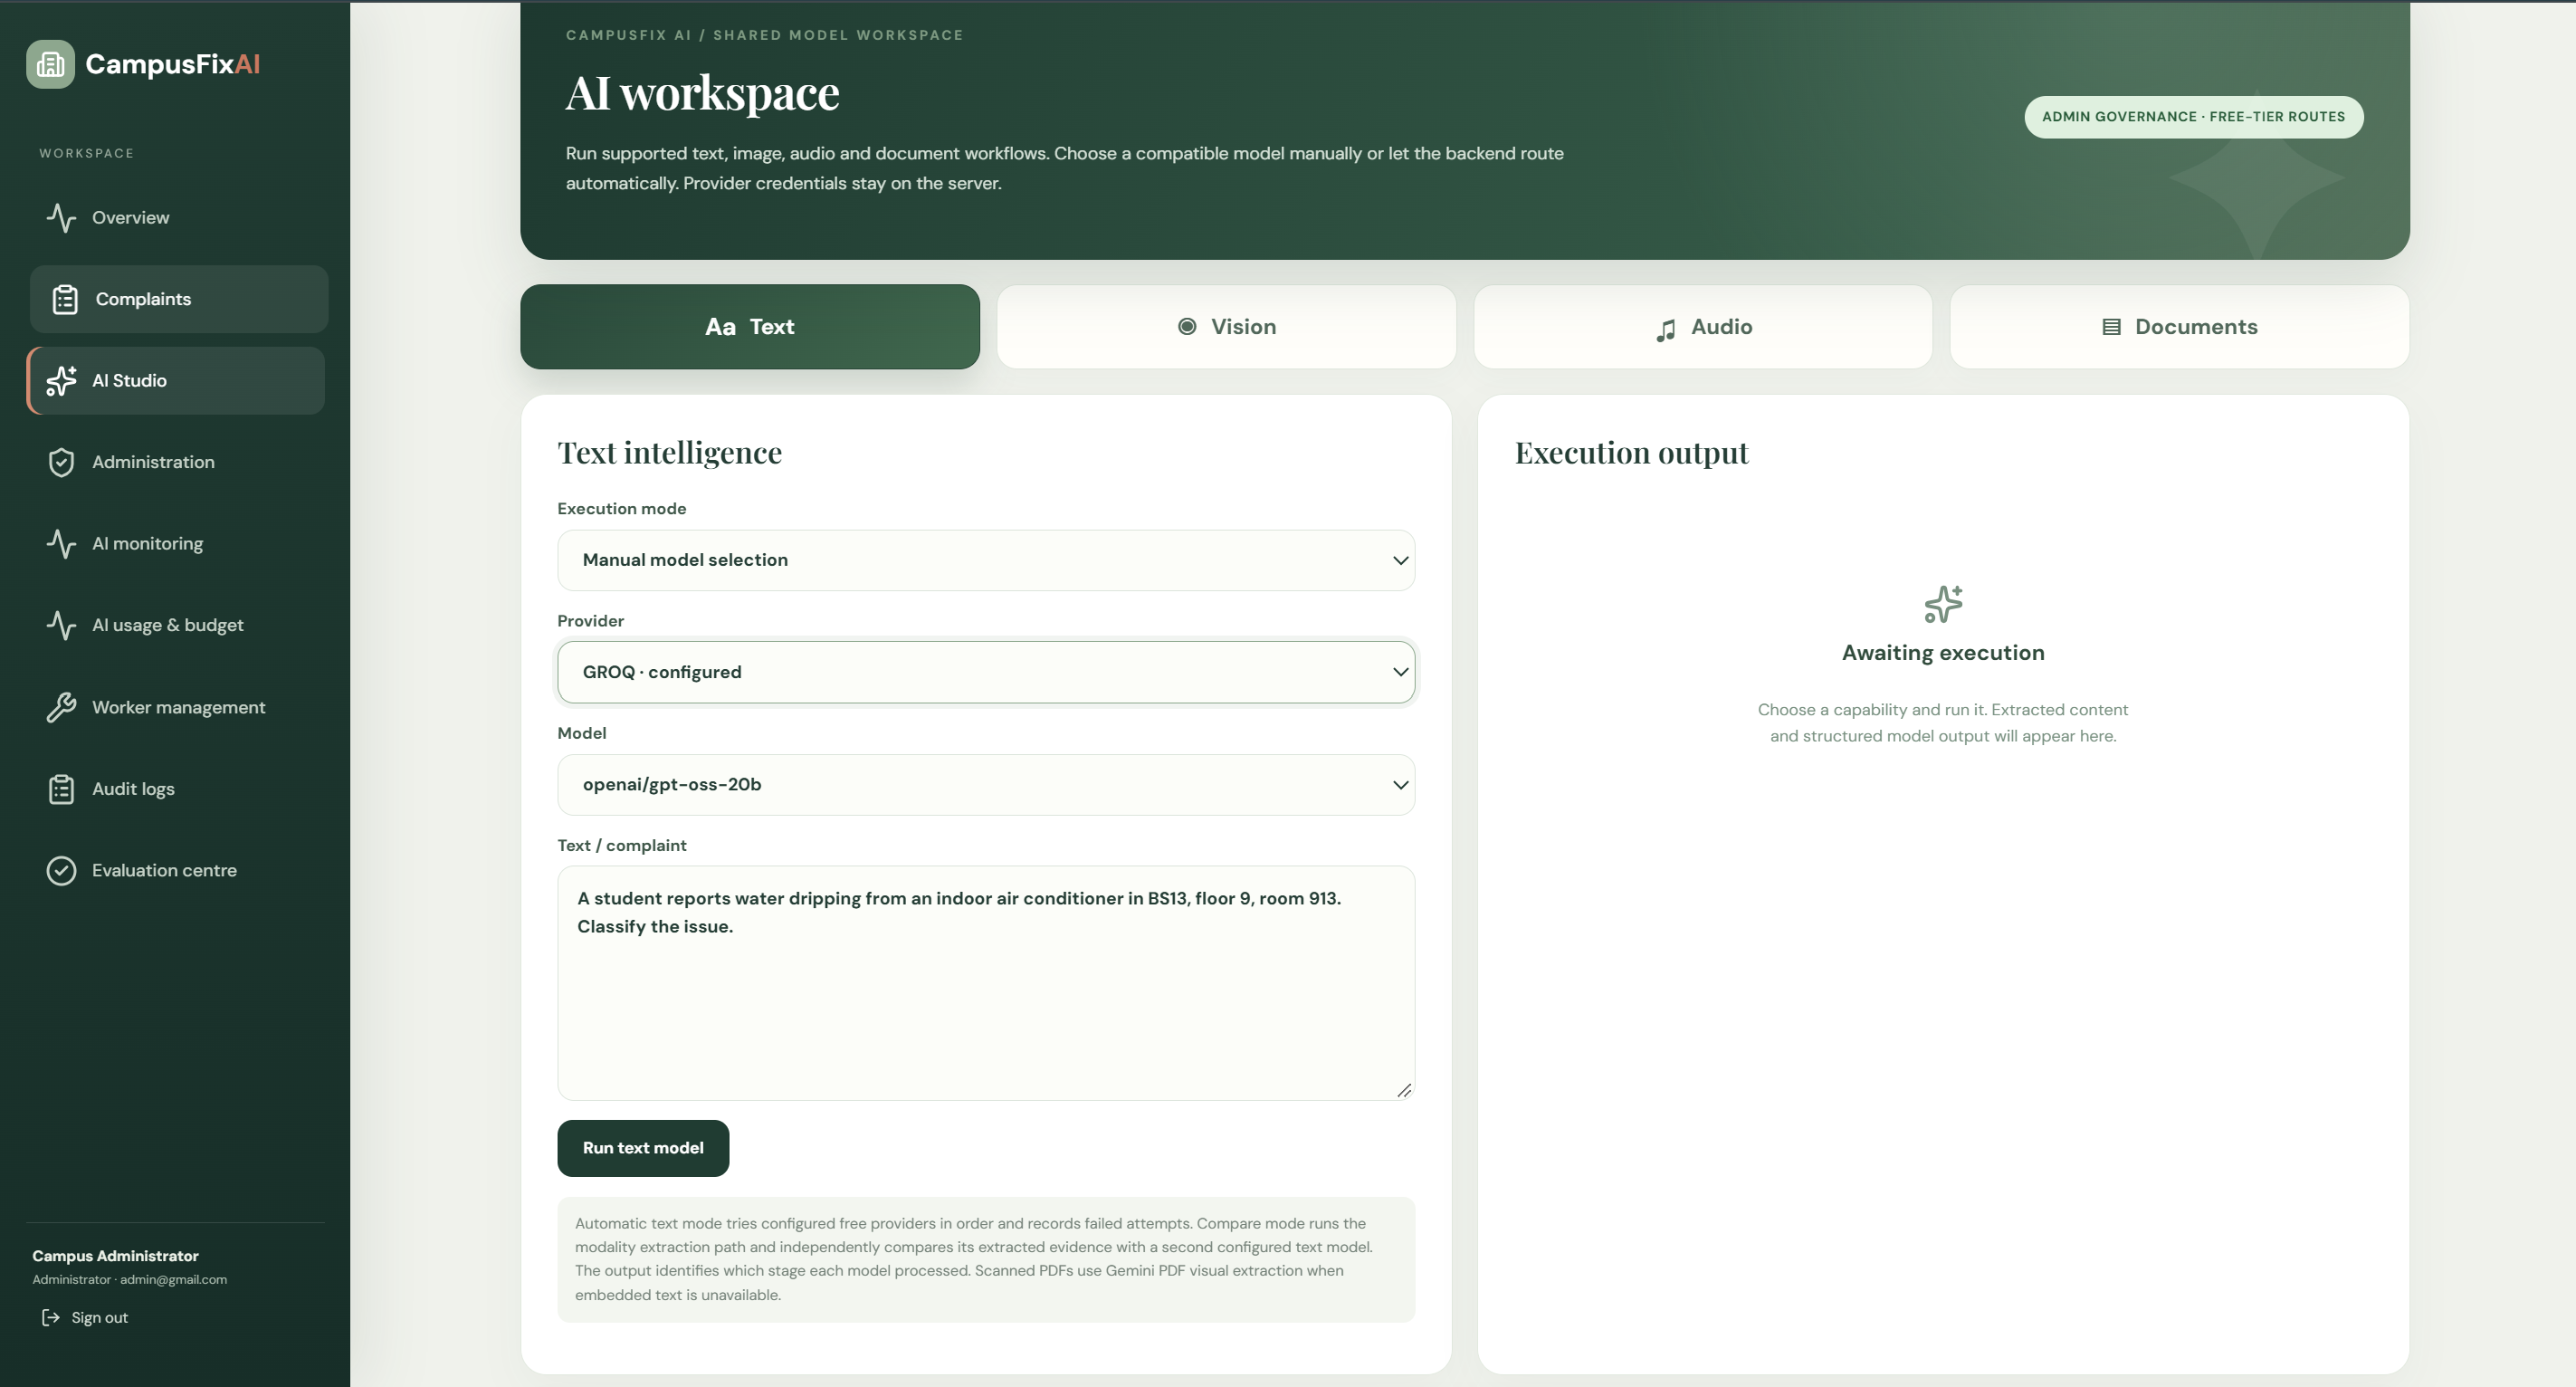 CampusFixAI
WORKSPACE
Overview
Complaints
AI Studio
Administration
AI monitoring
AI usage & budget
Worker management
Audit logs
Evaluation centre
Campus Administrator
Administrator · admin@gmail.com
Sign out
CAMPUSFIX AI / SHARED MODEL WORKSPACE
AI workspace
Run supported text, image, audio and document workflows. Choose a compatible model manually or let the backend route
automatically. Provider credentials stay on the server.
ADMIN GOVERNANCE · FREE-TIER ROUTES
Aa Text
Vision
Audio
Documents
Text intelligence
Execution mode
Manual model selection
Provider
GROQ · configured
Model
openai/gpt-oss-20b
Text / complaint
A student reports water dripping from an indoor air conditioner in BS13, floor 9, room 913.
Classify the issue.
Run text model
Automatic text mode tries configured free providers in order and records failed attempts. Compare mode runs the
modality extraction path and independently compares its extracted evidence with a second configured text model.
The output identifies which stage each model processed. Scanned PDFs use Gemini PDF visual extraction when
embedded text is unavailable.
Execution output
Awaiting execution
Choose a capability and run it. Extracted content
and structured model output will appear here.